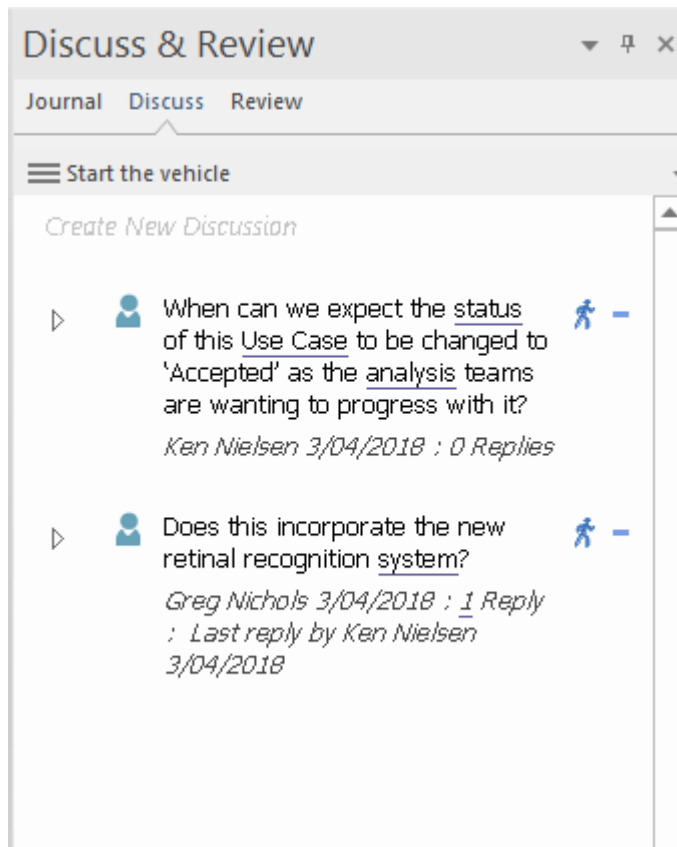 Discuss & Review
Journal Discuss Review
Start the vehicle
Create New Discussion
When can we expect the status
of this Use Case to be changed to
'Accepted' as the analysis teams
are wanting to progress with it?
Ken Nielsen 3/04/2018 : 0 Replies
Does this incorporate the new
retinal recognition system?
Greg Nichols 3/04/2018 : 1 Reply
: Last reply by Ken Nielsen
3/04/2018